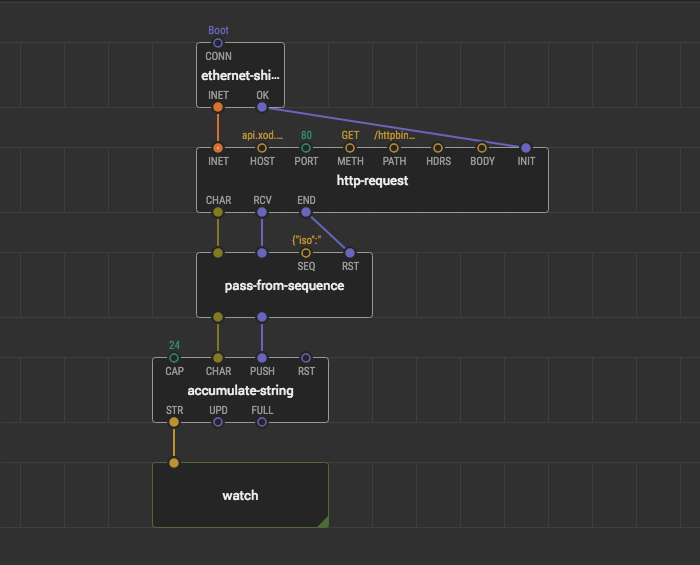 Boot
CONN
ethernet-shi...
INET OK
api.xod.... 80 GET /httpbin...
INET HOST PORT METH PATH HDRS BODY INIT
http-request
CHAR RCV END
{"iso":"
SEQ RST
pass-from-sequence
24
CAP CHAR PUSH RST
accumulate-string
STR UPD FULL
watch